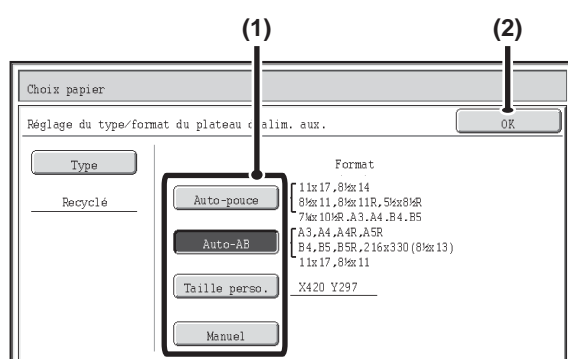 (1) (2)
Choix papier
Réglage du type/format du plateau d'alim. aux. OK
Type Format
Recyclé
Auto-pouce
11x17,8½x14
8½x11,8½x11R,5½x8½R
7¼x10½R.A3.A4.B4.B5
Auto-AB
A3,A4,A4R,A5R
B4,B5,B5R,216x330(8½x13)
11x17,8½x11
Taille perso. X420 Y297
Manuel